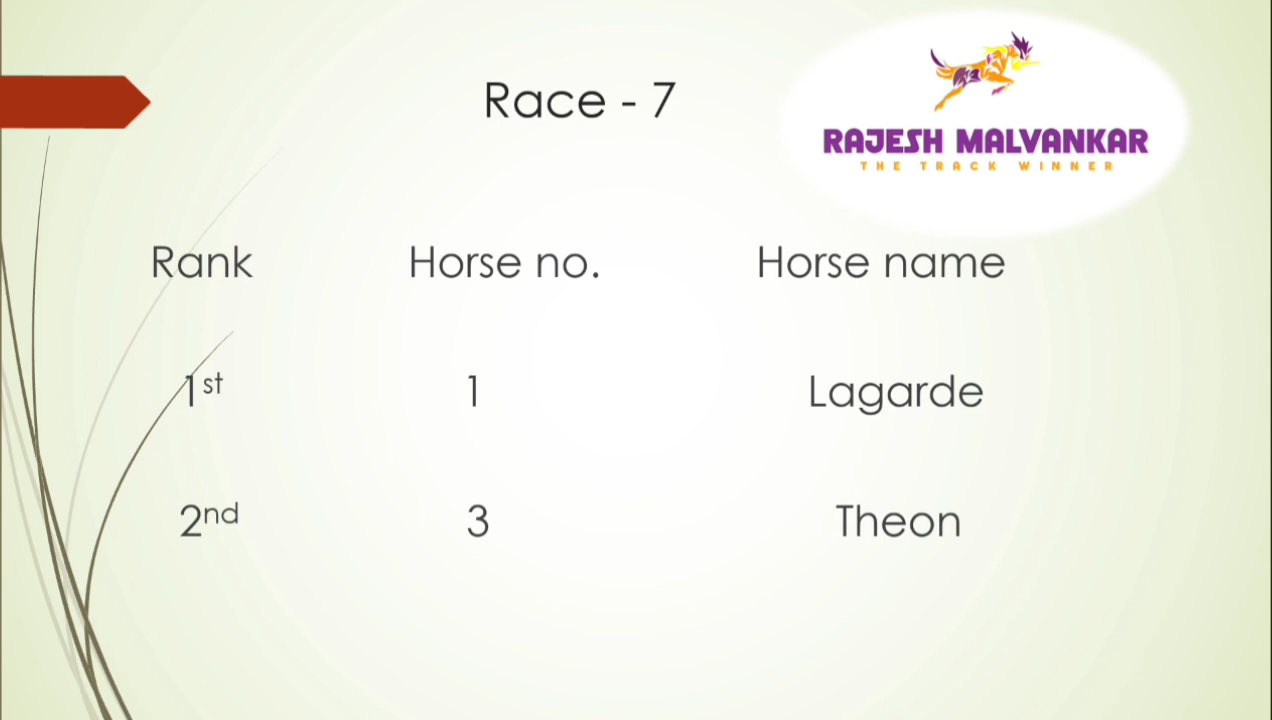 Race - 7
RAJESH MALVANKAR
THE TRACK WINNER
Rank Horse no. Horse name
1st 1 Lagarde
2nd 3 Theon